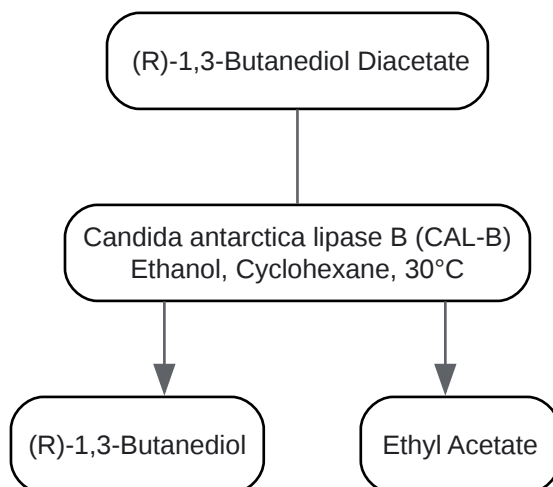 (R)-1,3-Butanediol Diacetate
Candida antarctica lipase B (CAL-B)
Ethanol, Cyclohexane, 30°C
(R)-1,3-Butanediol
Ethyl Acetate